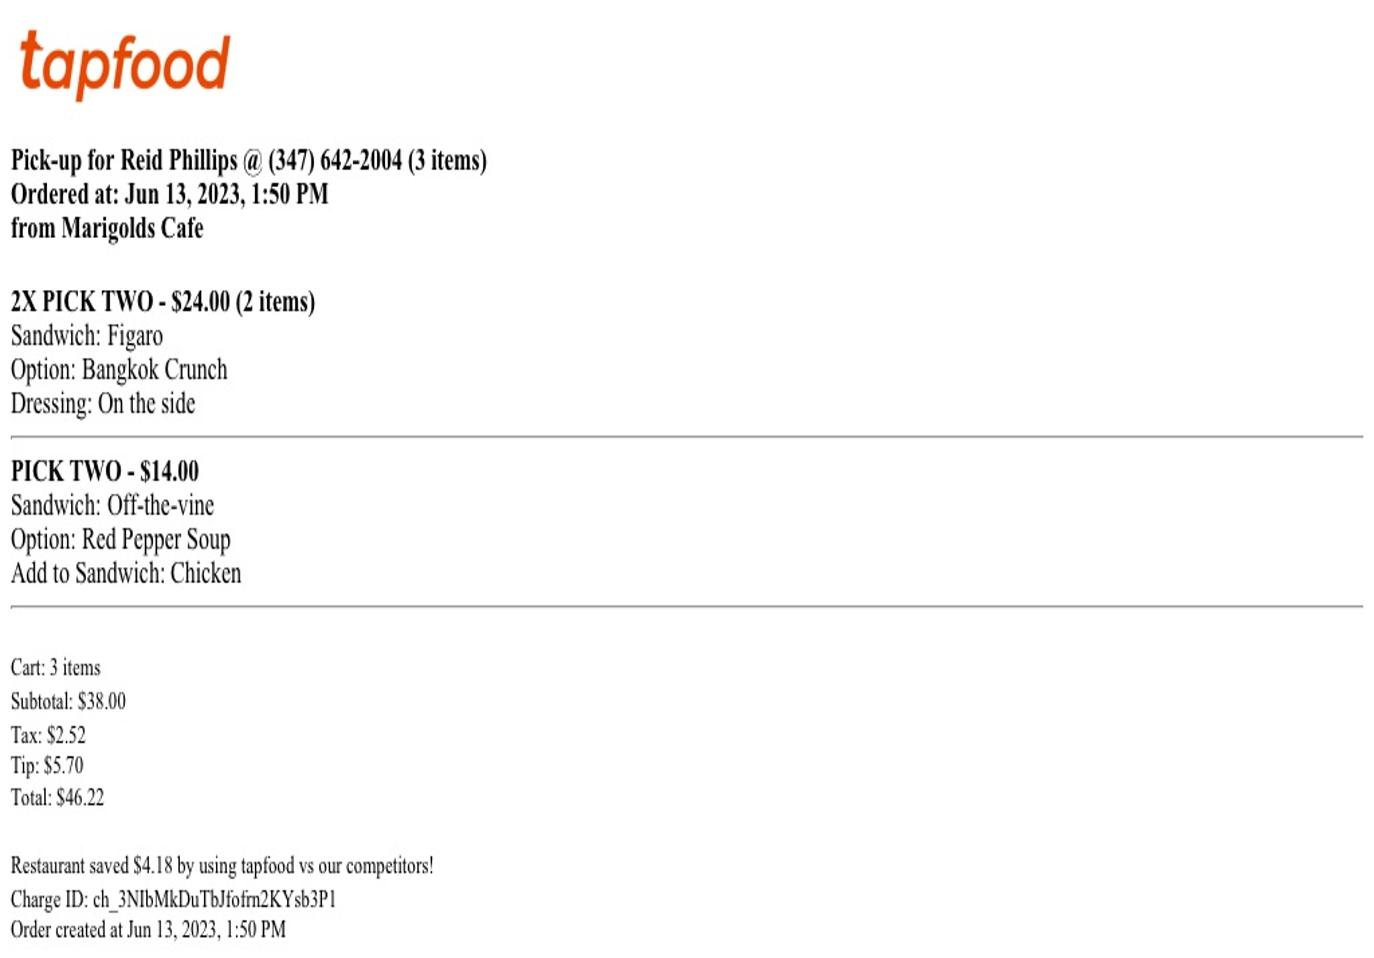 tapfood
Pick-up for Reid Phillips @ (347) 642-2004 (3 items)
Ordered at: Jun 13, 2023, 1:50 PM
from Marigolds Cafe
2X PICK TWO - $24.00 (2 items)
Sandwich: Figaro
Option: Bangkok Crunch
Dressing: On the side
PICK TWO - $14.00
Sandwich: Off-the-vine
Option: Red Pepper Soup
Add to Sandwich: Chicken
Cart: 3 items
Subtotal: $38.00
Tax: $2.52
Tip: $5.70
Total: $46.22
Restaurant saved $4.18 by using tapfood vs our competitors!
Charge ID: ch_3NIbMkDuTbJfofrn2KYsb3P1
Order created at Jun 13, 2023, 1:50 PM